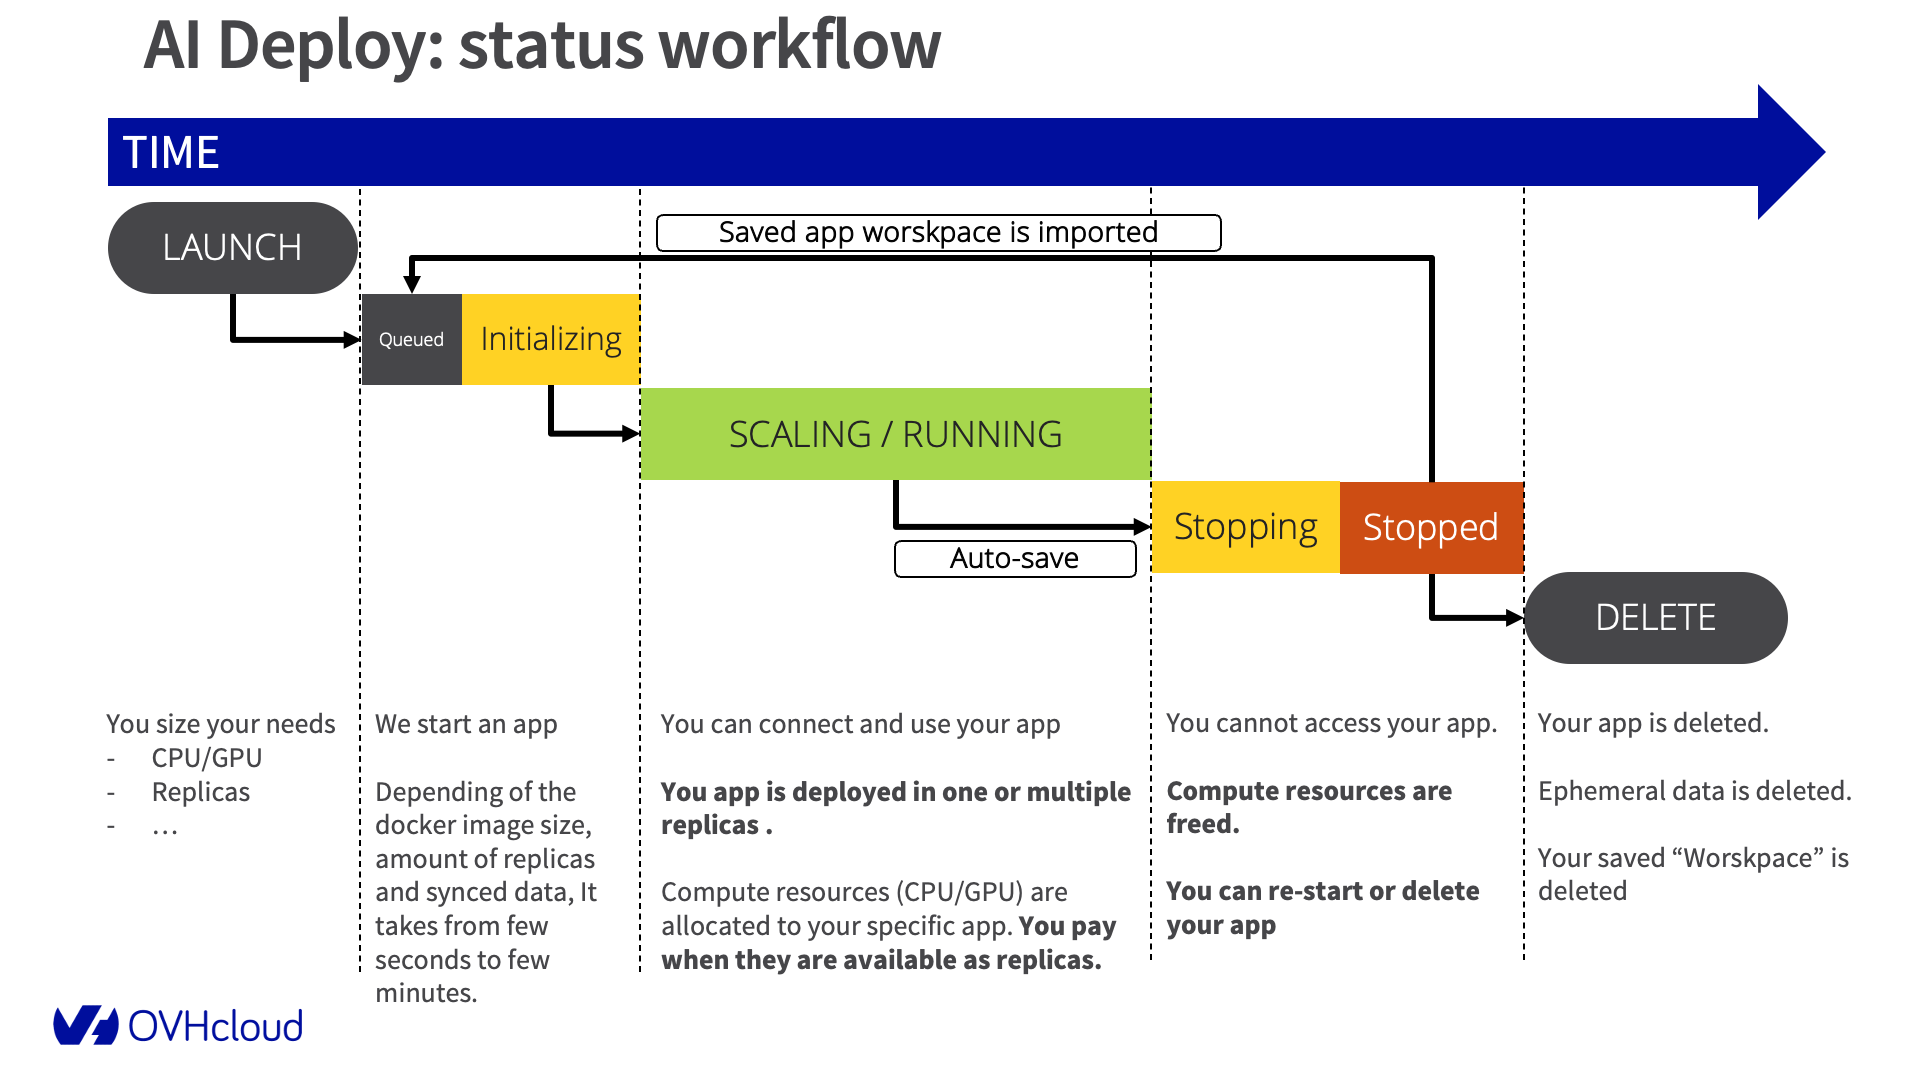 AI Deploy: status workflow
TIME
LAUNCH
Saved app worskpace is imported
Queued
Initializing
SCALING / RUNNING
Stopping
Stopped
Auto-save
DELETE
You size your needs
- CPU/GPU
- Replicas
- …
We start an app
Depending of the
docker image size,
amount of replicas
and synced data, It
takes from few
seconds to few
minutes.
You can connect and use your app
You app is deployed in one or multiple
replicas .
Compute resources (CPU/GPU) are
allocated to your specific app. You pay
when they are available as replicas.
You cannot access your app.
Compute resources are
freed.
You can re-start or delete
your app
Your app is deleted.
Ephemeral data is deleted.
Your saved “Worskpace” is
deleted
OVHcloud